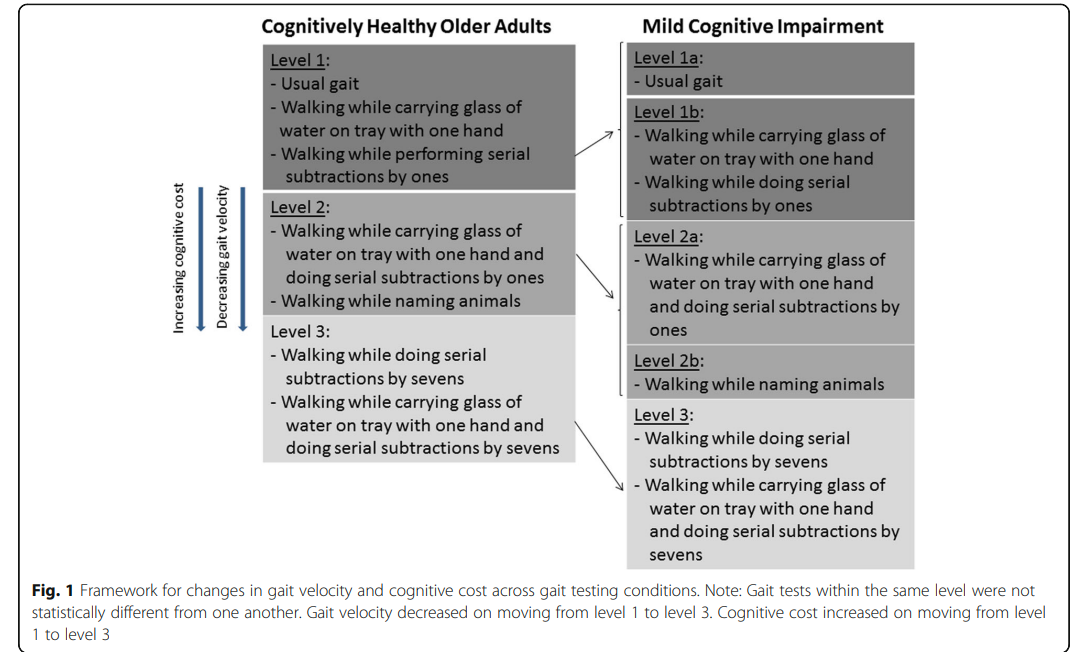 Cognitively Healthy Older Adults
Level 1:
- Usual gait
- Walking while carrying glass of
water on tray with one hand
- Walking while performing serial
subtractions by ones
Level 2:
- Walking while carrying glass of
water on tray with one hand and
doing serial subtractions by ones
- Walking while naming animals
Level 3:
- Walking while doing serial
subtractions by sevens
- Walking while carrying glass of
water on tray with one hand and
doing serial subtractions by sevens
Increasing cognitive cost
Decreasing gait velocity
Mild Cognitive Impairment
Level 1a:
- Usual gait
Level 1b:
- Walking while carrying glass of
water on tray with one hand
- Walking while doing serial
subtractions by ones
Level 2a:
- Walking while carrying glass of
water on tray with one hand
and doing serial subtractions by
ones
Level 2b:
- Walking while naming animals
Level 3:
- Walking while doing serial
subtractions by sevens
- Walking while carrying glass of
water on tray with one hand
and doing serial subtractions by
sevens
Fig. 1 Framework for changes in gait velocity and cognitive cost across gait testing conditions. Note: Gait tests within the same level were not
statistically different from one another. Gait velocity decreased on moving from level 1 to level 3. Cognitive cost increased on moving from level
1 to level 3